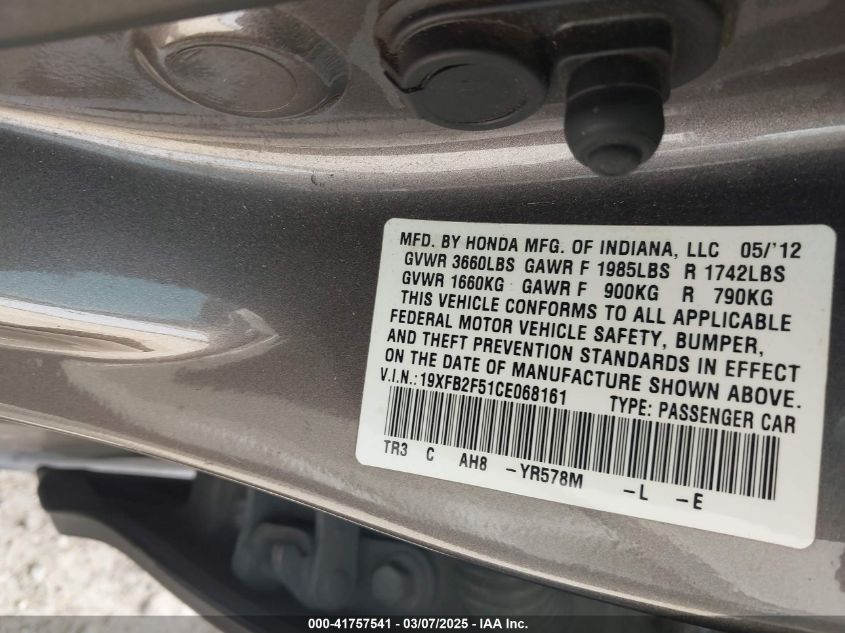 MFD. BY HONDA MFG. OF INDIANA, LLC 05/'12
GVWR 3660LBS GAWR F 1985LBS R 1742LBS
GVWR 1660KG GAWR F 900KG R 790KG
THIS VEHICLE CONFORMS TO ALL APPLICABLE
FEDERAL MOTOR VEHICLE SAFETY, BUMPER,
AND THEFT PREVENTION STANDARDS IN EFFECT
ON THE DATE OF MANUFACTURE SHOWN ABOVE.
V.I.N.:19XFB2F51CE068161 TYPE: PASSENGER CAR
TR3 C AH8 -YR578M -L -E
000-41757541 - 03/07/2025 - IAA Inc.